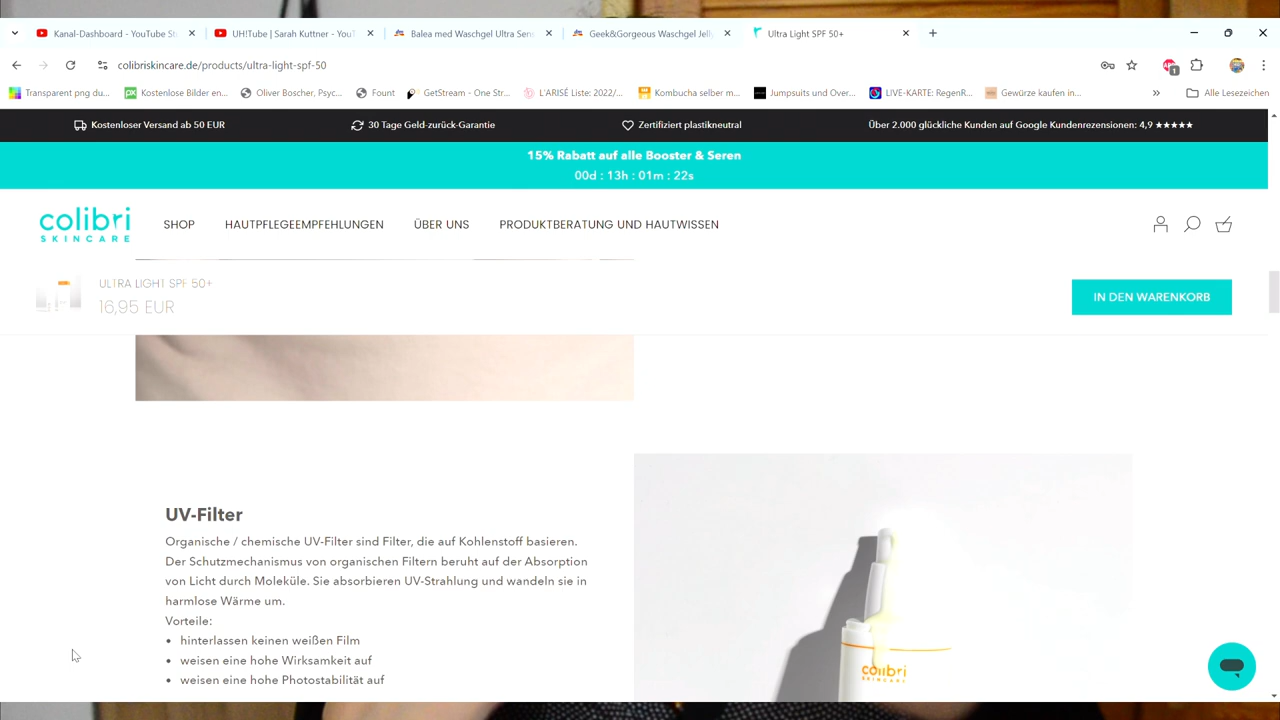 Kanal-Dashboard - YouTube St
UH!Tube | Sarah Kuttner - YouT
Balea med Waschgel Ultra Sens
Geek&Gorgeous Waschgel Jelly
Ultra Light SPF 50+
colibriskincare.de/products/ultra-light-spf-50
1
Transparent png du...
Kostenlose Bilder en...
Oliver Boscher, Psyc...
Fount
GetStream - One Str...
L'ARISÉ Liste: 2022/...
Kombucha selber m...
Jumpsuits und Over...
LIVE-KARTE: RegenR...
Gewürze kaufen in...
»
Alle Lesezeichen
Kostenloser Versand ab 50 EUR
30 Tage Geld-zurück-Garantie
Zertifiziert plastikneutral
Über 2.000 glückliche Kunden auf Google Kundenrezensionen: 4,9 ★★★★★
15% Rabatt auf alle Booster & Seren
00d : 13h : 01m : 22s
colibri
SKINCARE
SHOP
HAUTPFLEGEEMPFEHLUNGEN
ÜBER UNS
PRODUKTBERATUNG UND HAUTWISSEN
ULTRA LIGHT SPF 50+
16,95 EUR
IN DEN WARENKORB
UV-Filter
Organische / chemische UV-Filter sind Filter, die auf Kohlenstoff basieren.
Der Schutzmechanismus von organischen Filtern beruht auf der Absorption
von Licht durch Moleküle. Sie absorbieren UV-Strahlung und wandeln sie in
harmlose Wärme um.
Vorteile:
• hinterlassen keinen weißen Film
• weisen eine hohe Wirksamkeit auf
• weisen eine hohe Photostabilität auf
colibri
SKINCARE